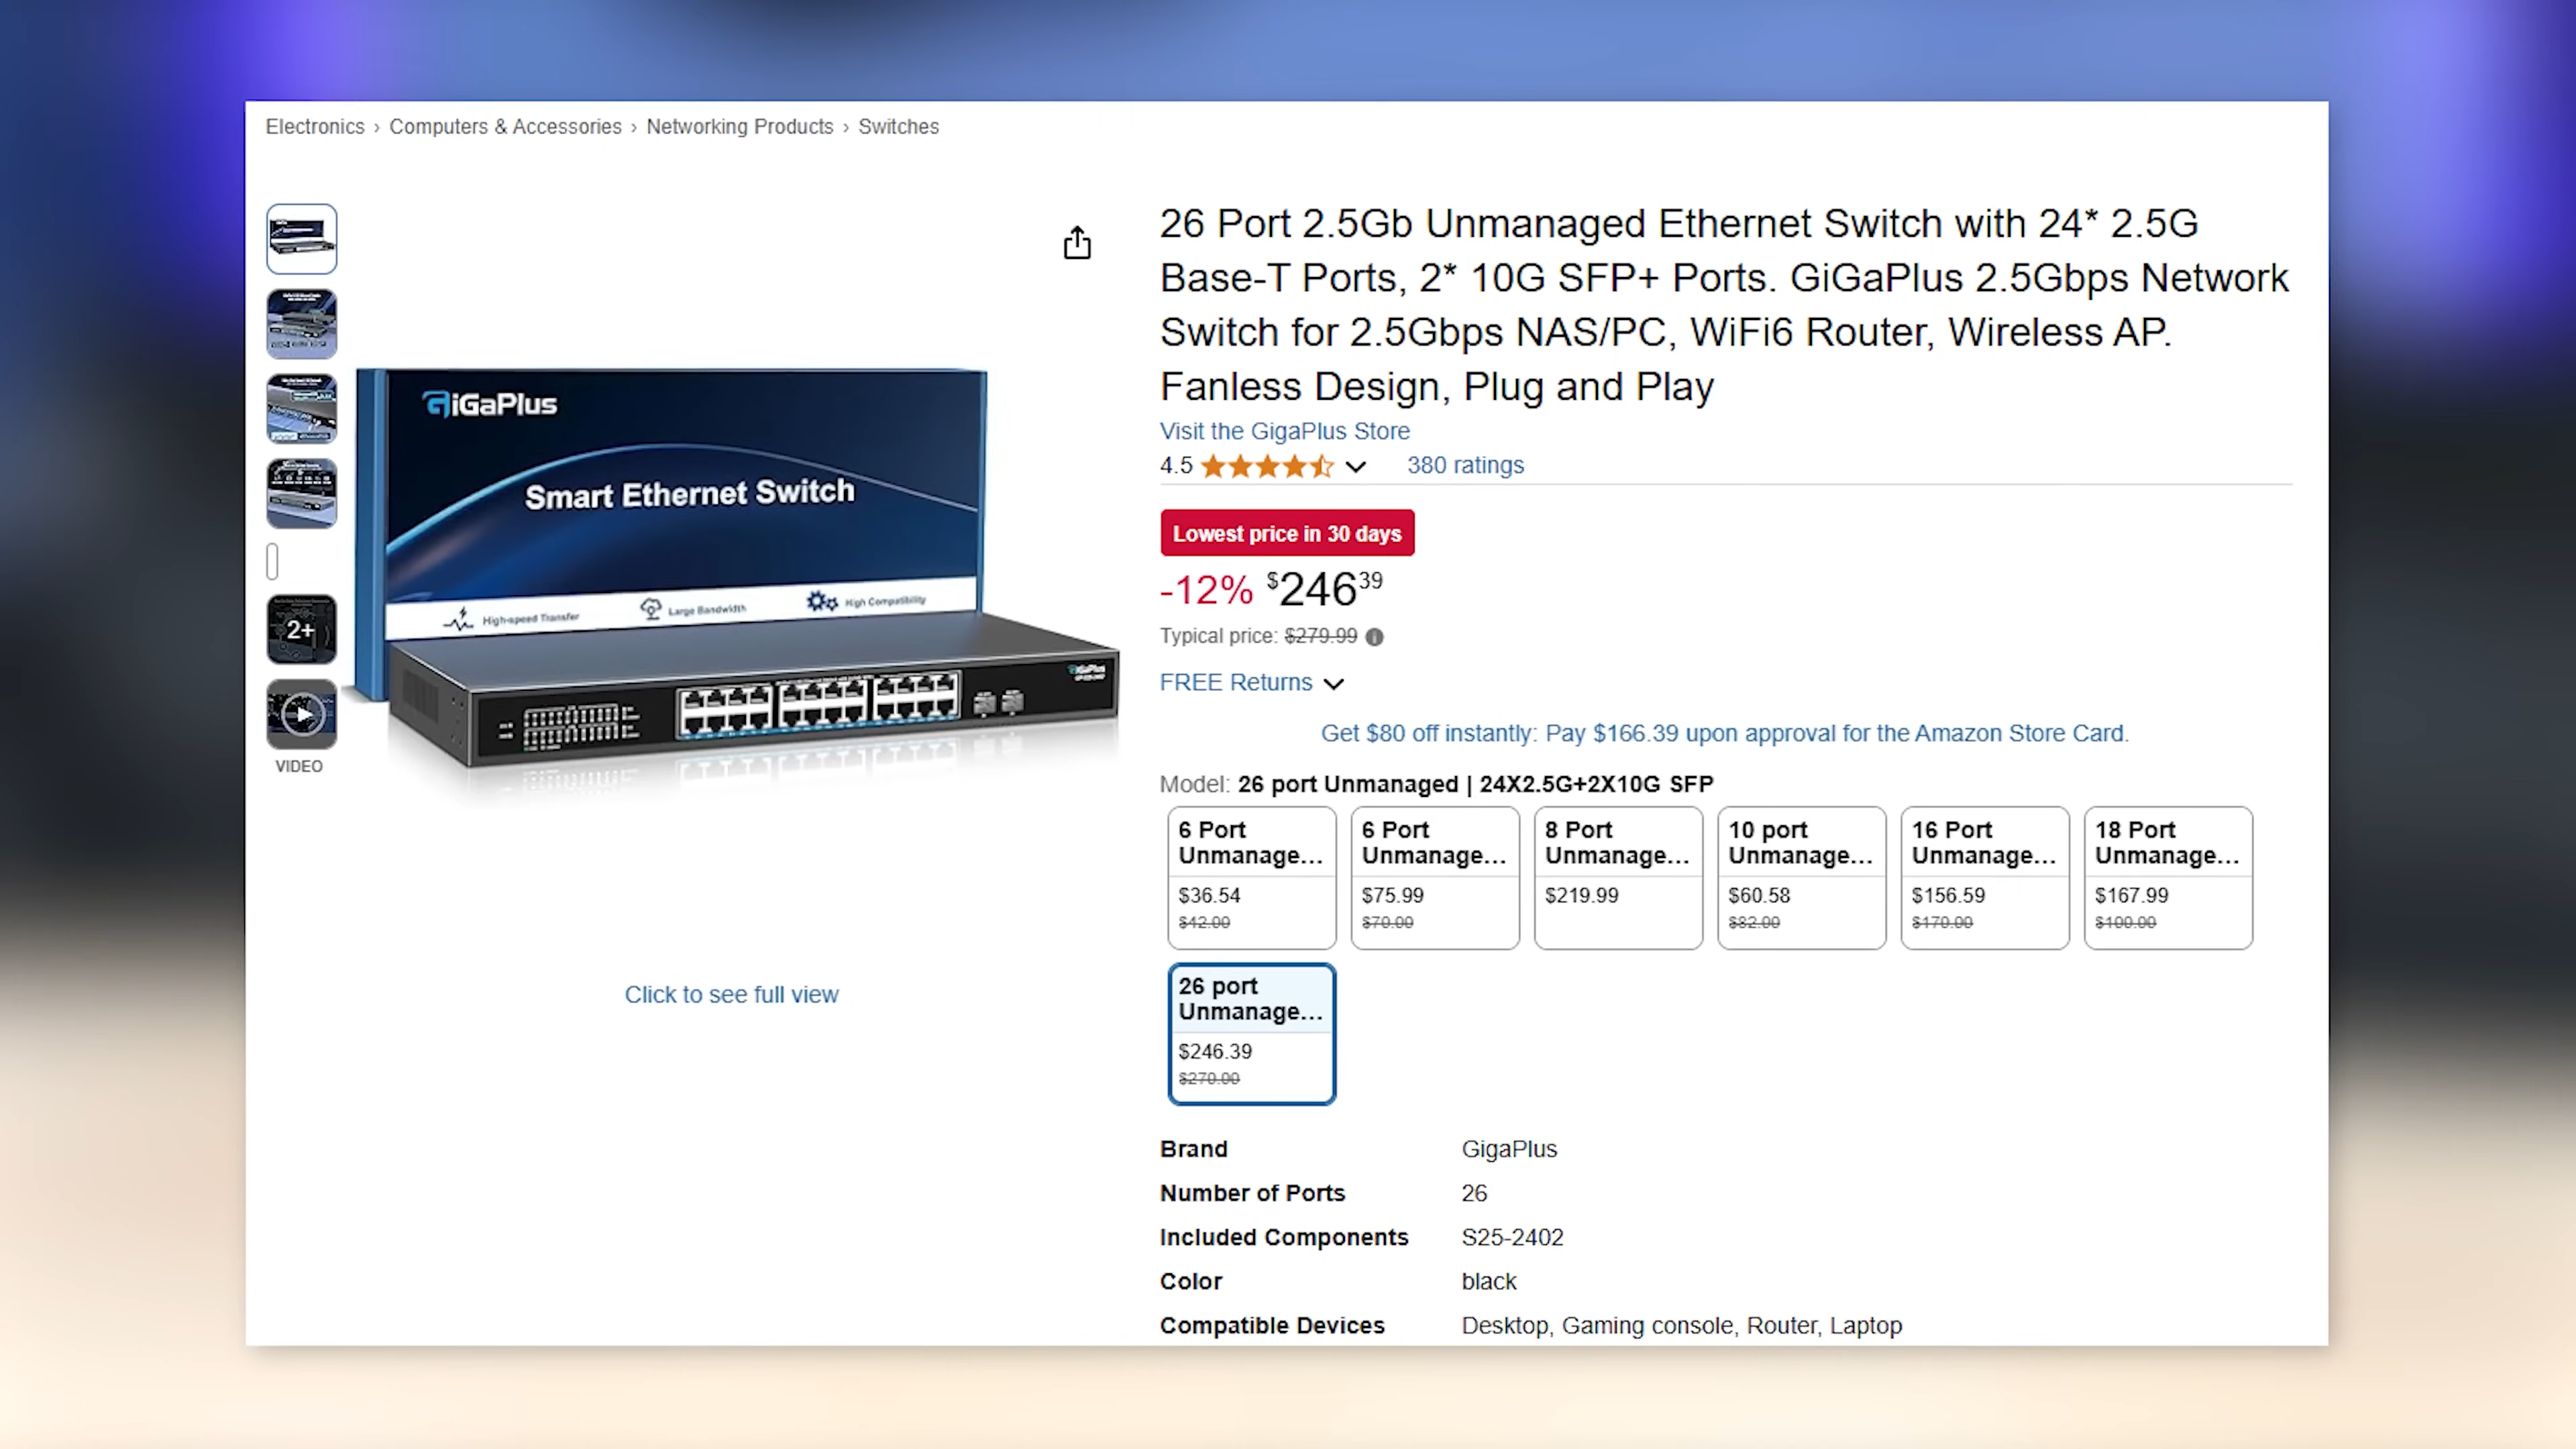 Electronics › Computers & Accessories › Networking Products › Switches
26 Port 2.5Gb Unmanaged Ethernet Switch with 24* 2.5G
Base-T Ports, 2* 10G SFP+ Ports. GiGaPlus 2.5Gbps Network
Switch for 2.5Gbps NAS/PC, WiFi6 Router, Wireless AP.
Fanless Design, Plug and Play
Visit the GigaPlus Store
4.5
380 ratings
Lowest price in 30 days
-12% $246 39
Typical price: $279.99
FREE Returns
Get $80 off instantly: Pay $166.39 upon approval for the Amazon Store Card.
Model: 26 port Unmanaged | 24X2.5G+2X10G SFP
6 Port
Unmanage...
$36.54
$42.00
6 Port
Unmanage...
$75.99
$70.00
8 Port
Unmanage...
$219.99
10 port
Unmanage...
$60.58
$82.00
16 Port
Unmanage...
$156.59
$170.00
18 Port
Unmanage...
$167.99
$100.00
26 port
Unmanage...
$246.39
$270.00
Brand GigaPlus
Number of Ports 26
Included Components S25-2402
Color black
Compatible Devices Desktop, Gaming console, Router, Laptop
GiGaPlus
Smart Ethernet Switch
High-speed Transfer
Large Bandwidth
High Compatibility
GiGaPlus
2+
VIDEO
Click to see full view